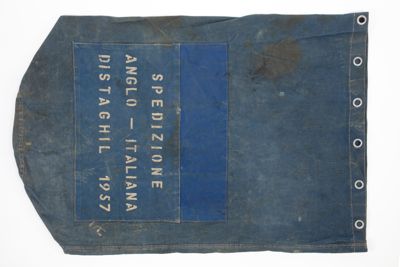 SPEDIZIONE
ANGLO — ITALIANA
DISTAGHIL 1957